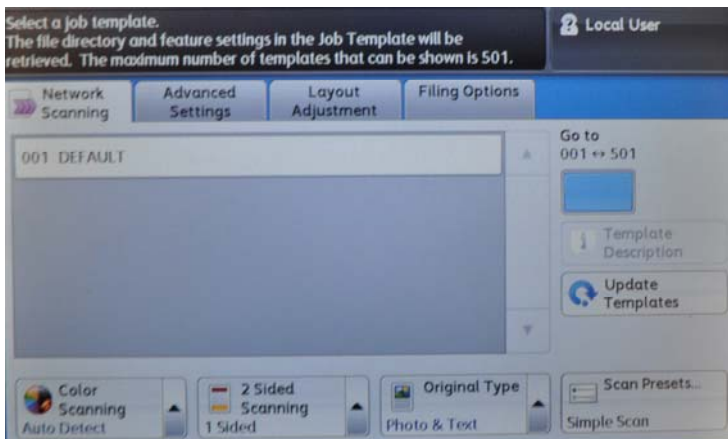 Select a job template.
The file directory and feature settings in the Job Template will be
retrieved. The maximum number of templates that can be shown is 501.
Local User
Network
Scanning
Advanced
Settings
Layout
Adjustment
Filing Options
001 DEFAULT
Go to
001 ↔ 501
Template
Description
Update
Templates
Color
Scanning
Auto Detect
2 Sided
Scanning
1 Sided
Original Type
Photo & Text
Scan Presets...
Simple Scan